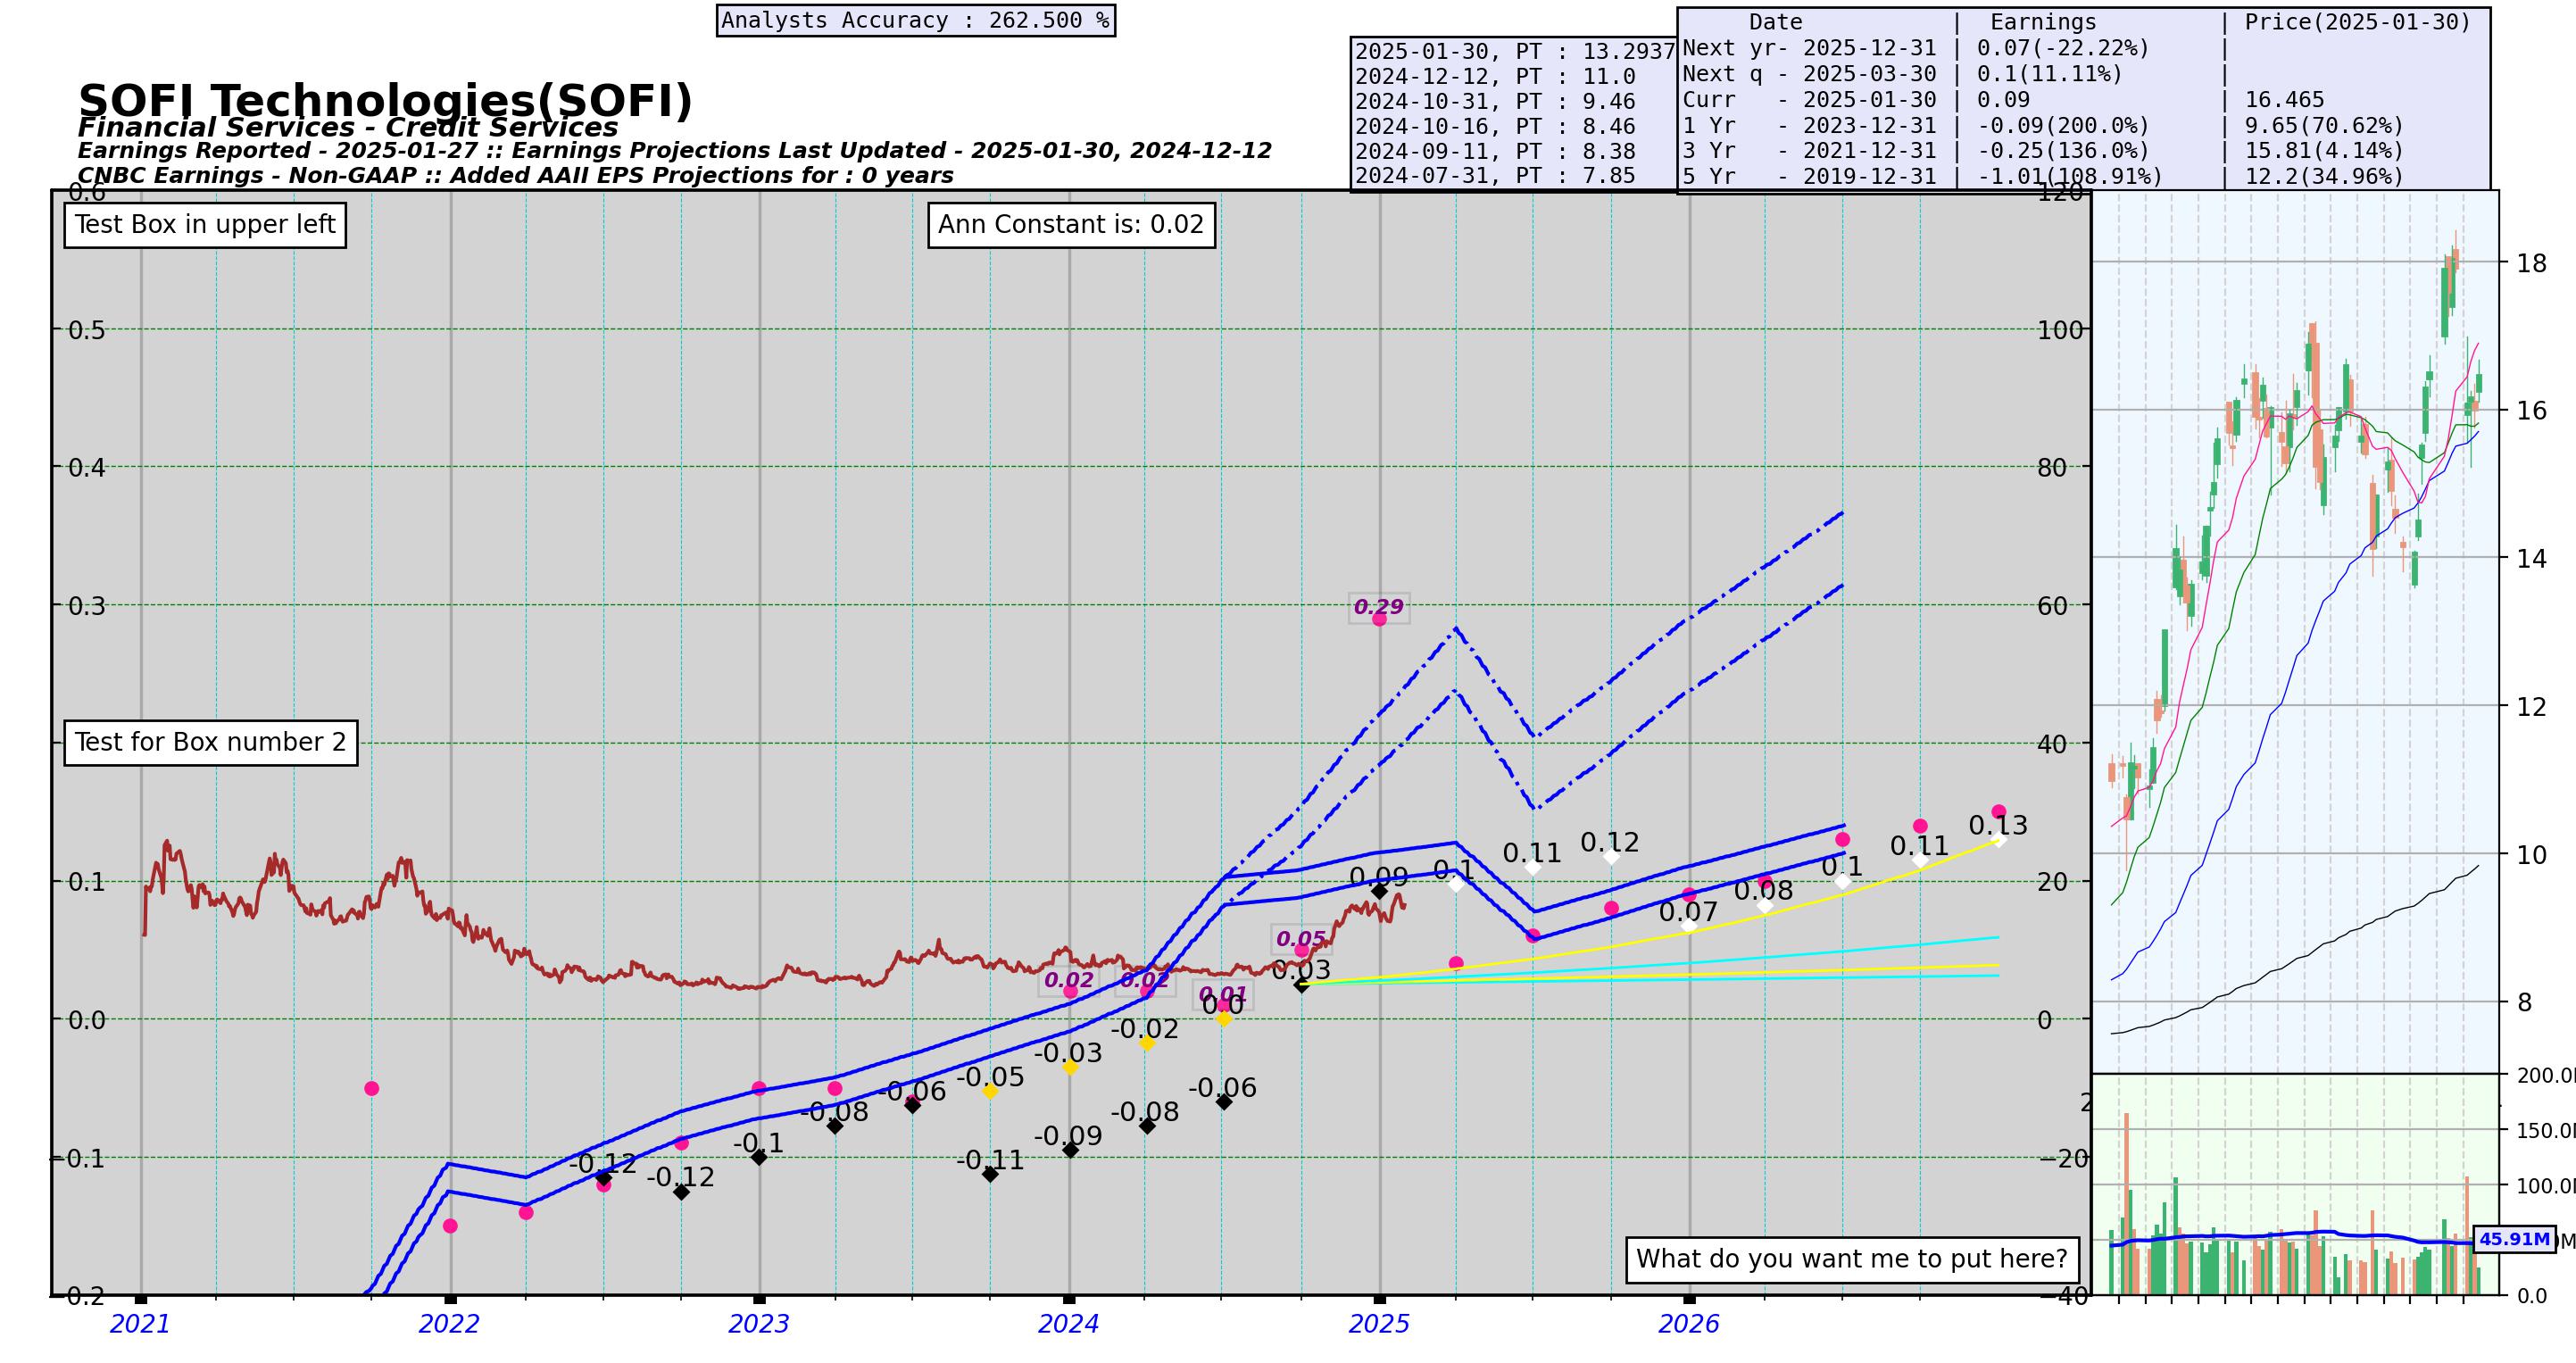 Analysts Accuracy : 262.500 %
SOFI Technologies(SOFI)
Financial Services - Credit Services
Earnings Reported - 2025-01-27 :: Earnings Projections Last Updated - 2025-01-30, 2024-12-12
CNBC Earnings - Non-GAAP :: Added AAII EPS Projections for : 0 years
2025-01-30, PT : 13.2937
2024-12-12, PT : 11.0
2024-10-31, PT : 9.46
2024-10-16, PT : 8.46
2024-09-11, PT : 8.38
2024-07-31, PT : 7.85
Date | Earnings | Price(2025-01-30)
Next yr- 2025-12-31 | 0.07(-22.22%) |
Next q - 2025-03-30 | 0.1(11.11%) |
Curr - 2025-01-30 | 0.09 | 16.465
1 Yr - 2023-12-31 | -0.09(200.0%) | 9.65(70.62%)
3 Yr - 2021-12-31 | -0.25(136.0%) | 15.81(4.14%)
5 Yr - 2019-12-31 | -1.01(108.91%) | 12.2(34.96%)
0.6
0.5
0.4
0.3
0.1
0.0
−0.1
−0.2
Test Box in upper left
Ann Constant is: 0.02
Test for Box number 2
What do you want me to put here?
0.29
0.05
0.02
0.02
0.01
-0.12
-0.12
-0.1
-0.08
-0.06
-0.05
-0.11
-0.03
-0.09
-0.02
-0.08
0.0
-0.06
0.03
0.09
0.1
0.11
0.12
0.07
0.08
0.1
0.11
0.13
120
100
80
60
40
20
0
−20
−40
18
16
14
12
10
8
200.0
150.0
100.0
0.0
45.91M
2021
2022
2023
2024
2025
2026